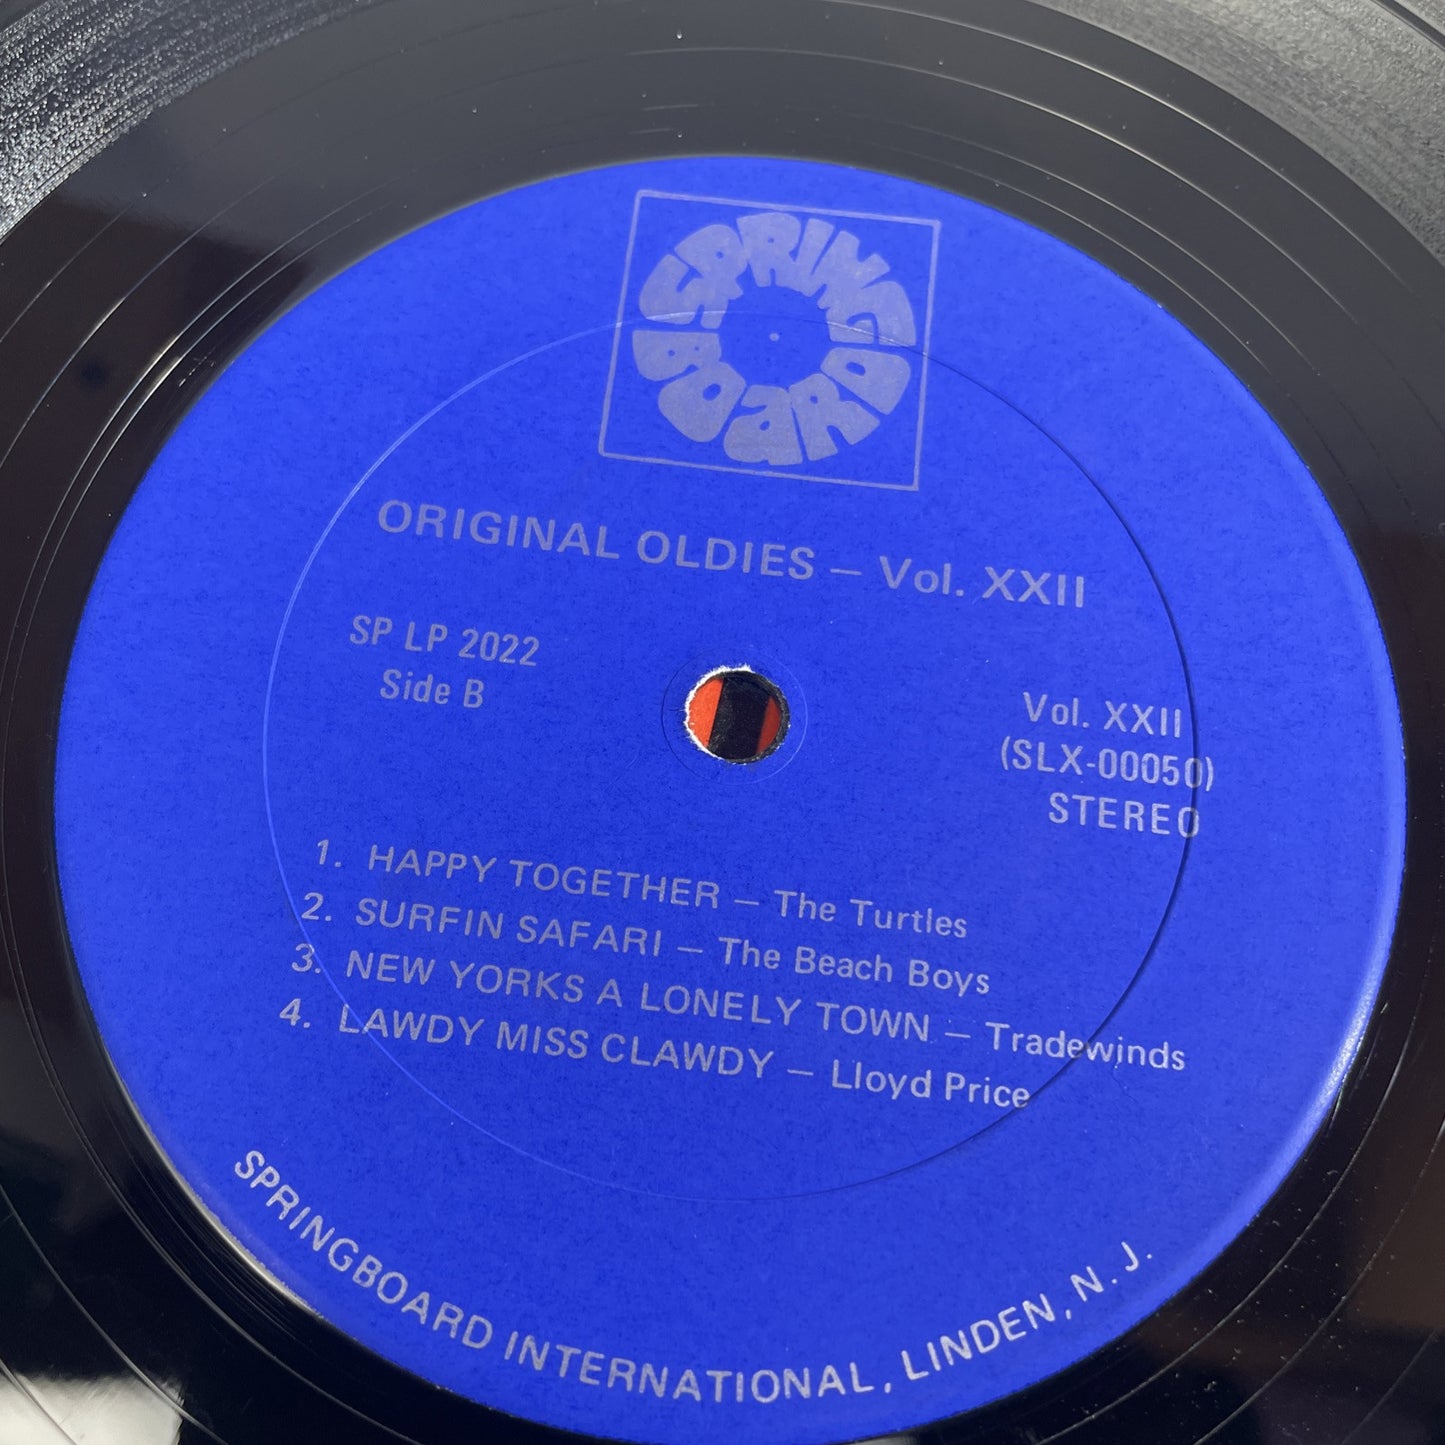 SPRING
BOARD
ORIGINAL OLDIES – Vol. XXII
SP LP 2022
Side B
Vol. XXII
(SLX-00050)
STEREO
1. HAPPY TOGETHER – The Turtles
2. SURFIN SAFARI – The Beach Boys
3. NEW YORKS A LONELY TOWN – Tradewinds
4. LAWDY MISS CLAWDY – Lloyd Price
SPRINGBOARD INTERNATIONAL, LINDEN, N. J.